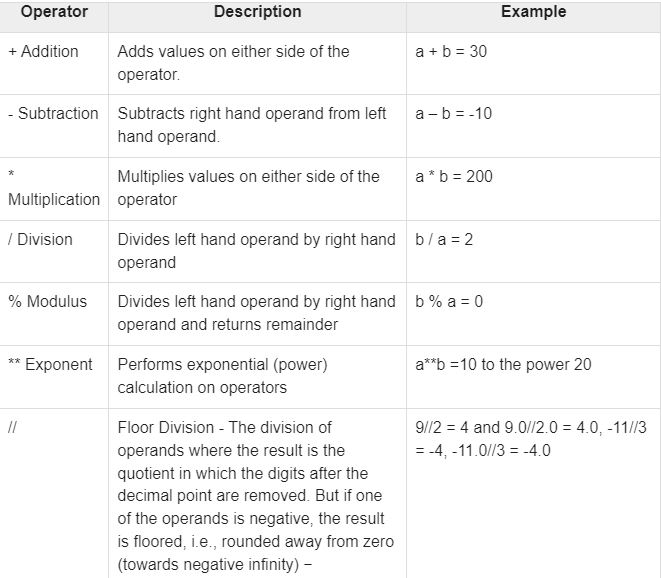 Operator Description Example
+ Addition Adds values on either side of the a + b = 30
operator.
- Subtraction Subtracts right hand operand from left a – b = -10
hand operand.
* Multiplies values on either side of the a * b = 200
Multiplication operator
/ Division Divides left hand operand by right hand b / a = 2
operand
% Modulus Divides left hand operand by right hand b % a = 0
operand and returns remainder
** Exponent Performs exponential (power) a**b =10 to the power 20
calculation on operators
// Floor Division - The division of 9//2 = 4 and 9.0//2.0 = 4.0, -11//3
operands where the result is the = -4, -11.0//3 = -4.0
quotient in which the digits after the
decimal point are removed. But if one
of the operands is negative, the result
is floored, i.e., rounded away from zero
(towards negative infinity) −